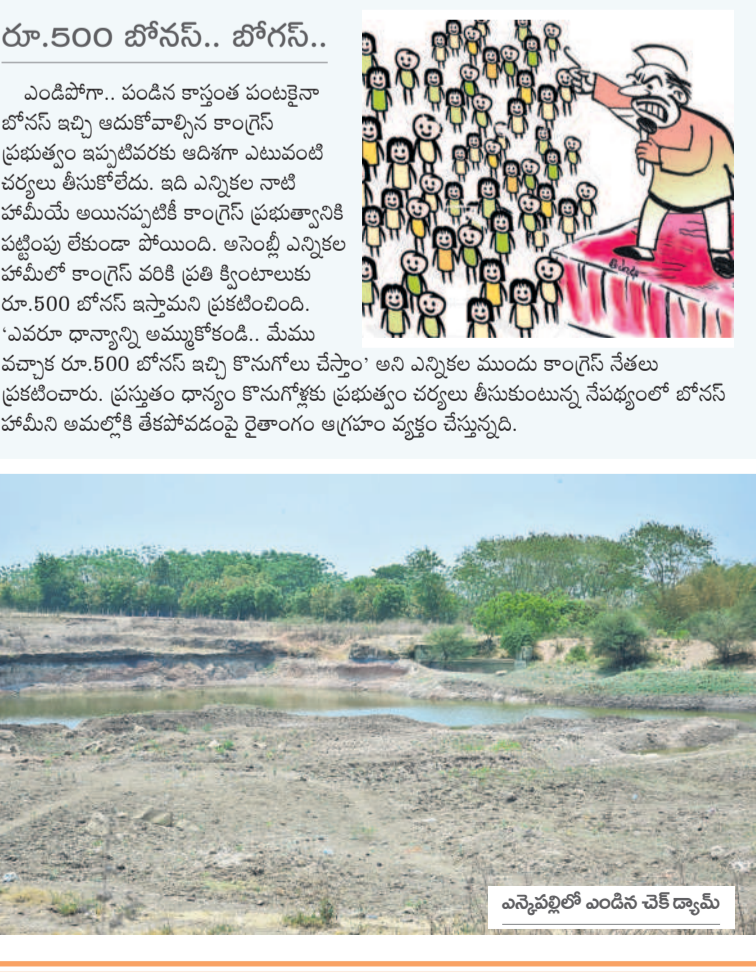 రూ.500 బోనస్.. బోగస్..
ఎండిపోగా.. పండిన కాస్తంత పంటకైనా
బోనస్ ఇచ్చి ఆదుకోవాల్సిన కాంగ్రెస్
ప్రభుత్వం ఇప్పటివరకు ఆదిశగా ఎటువంటి
చర్యలు తీసుకోలేదు. ఇది ఎన్నికల నాటి
హామీయే అయినప్పటికీ కాంగ్రెస్ ప్రభుత్వానికి
పట్టింపు లేకుండా పోయింది. అసెంబ్లీ ఎన్నికల
హామీలో కాంగ్రెస్ వరికి ప్రతి క్వింటాలుకు
రూ.500 బోనస్ ఇస్తామని ప్రకటించింది.
‘ఎవరూ ధాన్యాన్ని అమ్ముకోకండి.. మేము
వచ్చాక రూ.500 బోనస్ ఇచ్చి కొనుగోలు చేస్తాం’ అని ఎన్నికల ముందు కాంగ్రెస్ నేతలు
ప్రకటించారు. ప్రస్తుతం ధాన్యం కొనుగోళ్లకు ప్రభుత్వం చర్యలు తీసుకుంటున్న నేపథ్యంలో బోనస్
హామీని అమల్లోకి తేకపోవడంపై రైతాంగం ఆగ్రహం వ్యక్తం చేస్తున్నది.
ఎన్కెపల్లిలో ఎండిన చెక్ డ్యామ్